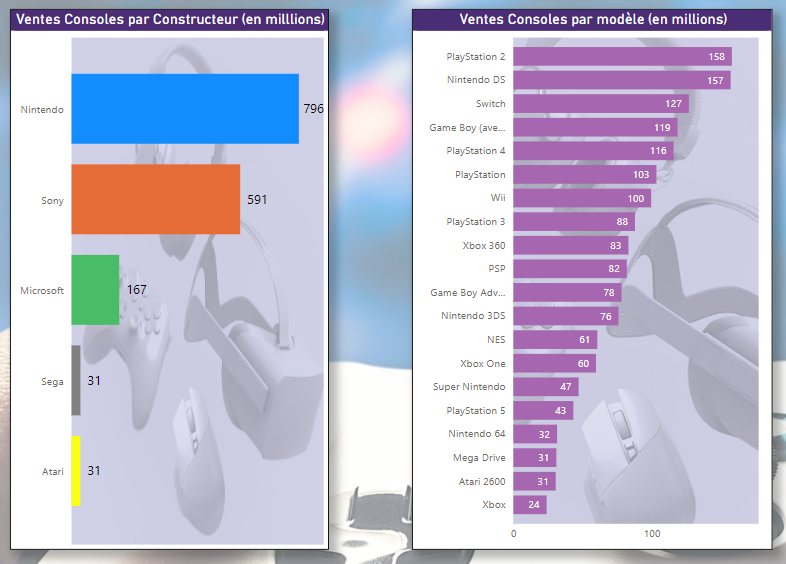 Ventes Consoles par Constructeur (en milllions)
Nintendo 796
Sony 591
Microsoft 167
Sega 31
Atari 31
Ventes Consoles par modèle (en millions)
PlayStation 2 158
Nintendo DS 157
Switch 127
Game Boy (ave... 119
PlayStation 4 116
PlayStation 103
Wii 100
PlayStation 3 88
Xbox 360 83
PSP 82
Game Boy Adv... 78
Nintendo 3DS 76
NES 61
Xbox One 60
Super Nintendo 47
PlayStation 5 43
Nintendo 64 32
Mega Drive 31
Atari 2600 31
Xbox 24
0 100